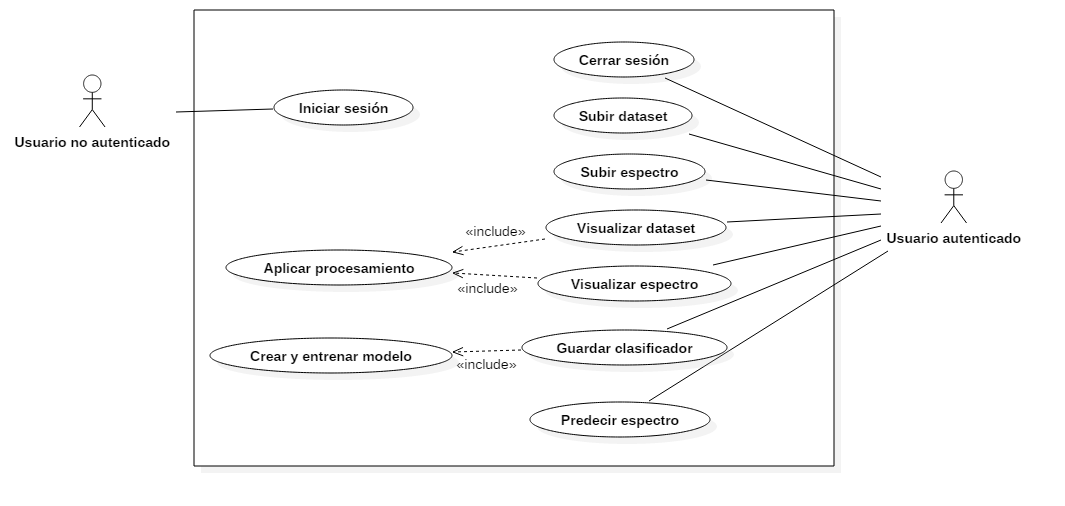 Cerrar sesión
Iniciar sesión
Subir dataset
Usuario no autenticado
Subir espectro
Visualizar dataset
«include»
Usuario autenticado
Aplicar procesamiento
Visualizar espectro
«include»
Guardar clasificador
Crear y entrenar modelo
«include»
Predecir espectro